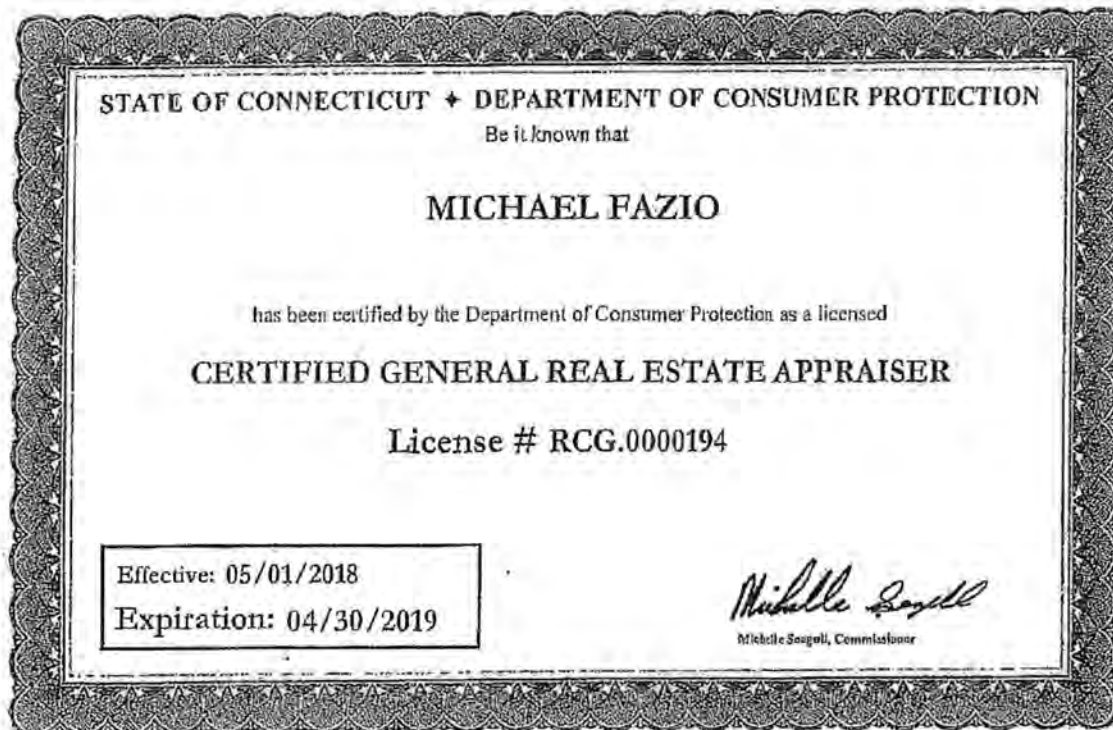 STATE OF CONNECTICUT ✦ DEPARTMENT OF CONSUMER PROTECTION
Be it known that
MICHAEL FAZIO
has been certified by the Department of Consumer Protection as a licensed
CERTIFIED GENERAL REAL ESTATE APPRAISER
License # RCG.0000194
Effective: 05/01/2018
Expiration: 04/30/2019
Michelle Seagull
Michelle Seagull, Commissioner